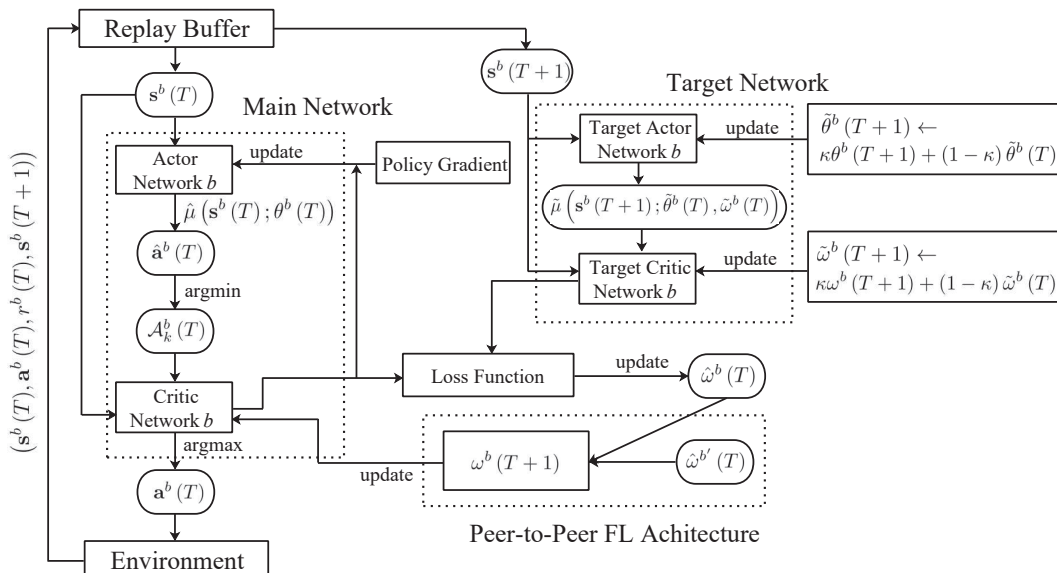 Replay Buffer
s^b (T)
s^b (T + 1)
Main Network
Target Network
Actor
Network b
update
Policy Gradient
μ̂ (s^b (T) ; θ^b (T))
â^b (T)
argmin
𝒜_k^b (T)
Critic
Network b
argmax
a^b (T)
Environment
(s^b (T), a^b (T), r^b (T), s^b (T + 1))
Target Actor
Network b
update
θ̃^b (T + 1) ←
κθ^b (T + 1) + (1 − κ) θ̃^b (T)
μ̃ (s^b (T + 1) ; θ̃^b (T) , ω̃^b (T))
Target Critic
Network b
update
ω̃^b (T + 1) ←
κω^b (T + 1) + (1 − κ) ω̃^b (T)
Loss Function
update
ω̂^b (T)
update
ω^b (T + 1)
ω̂^{b′} (T)
Peer-to-Peer FL Achitecture